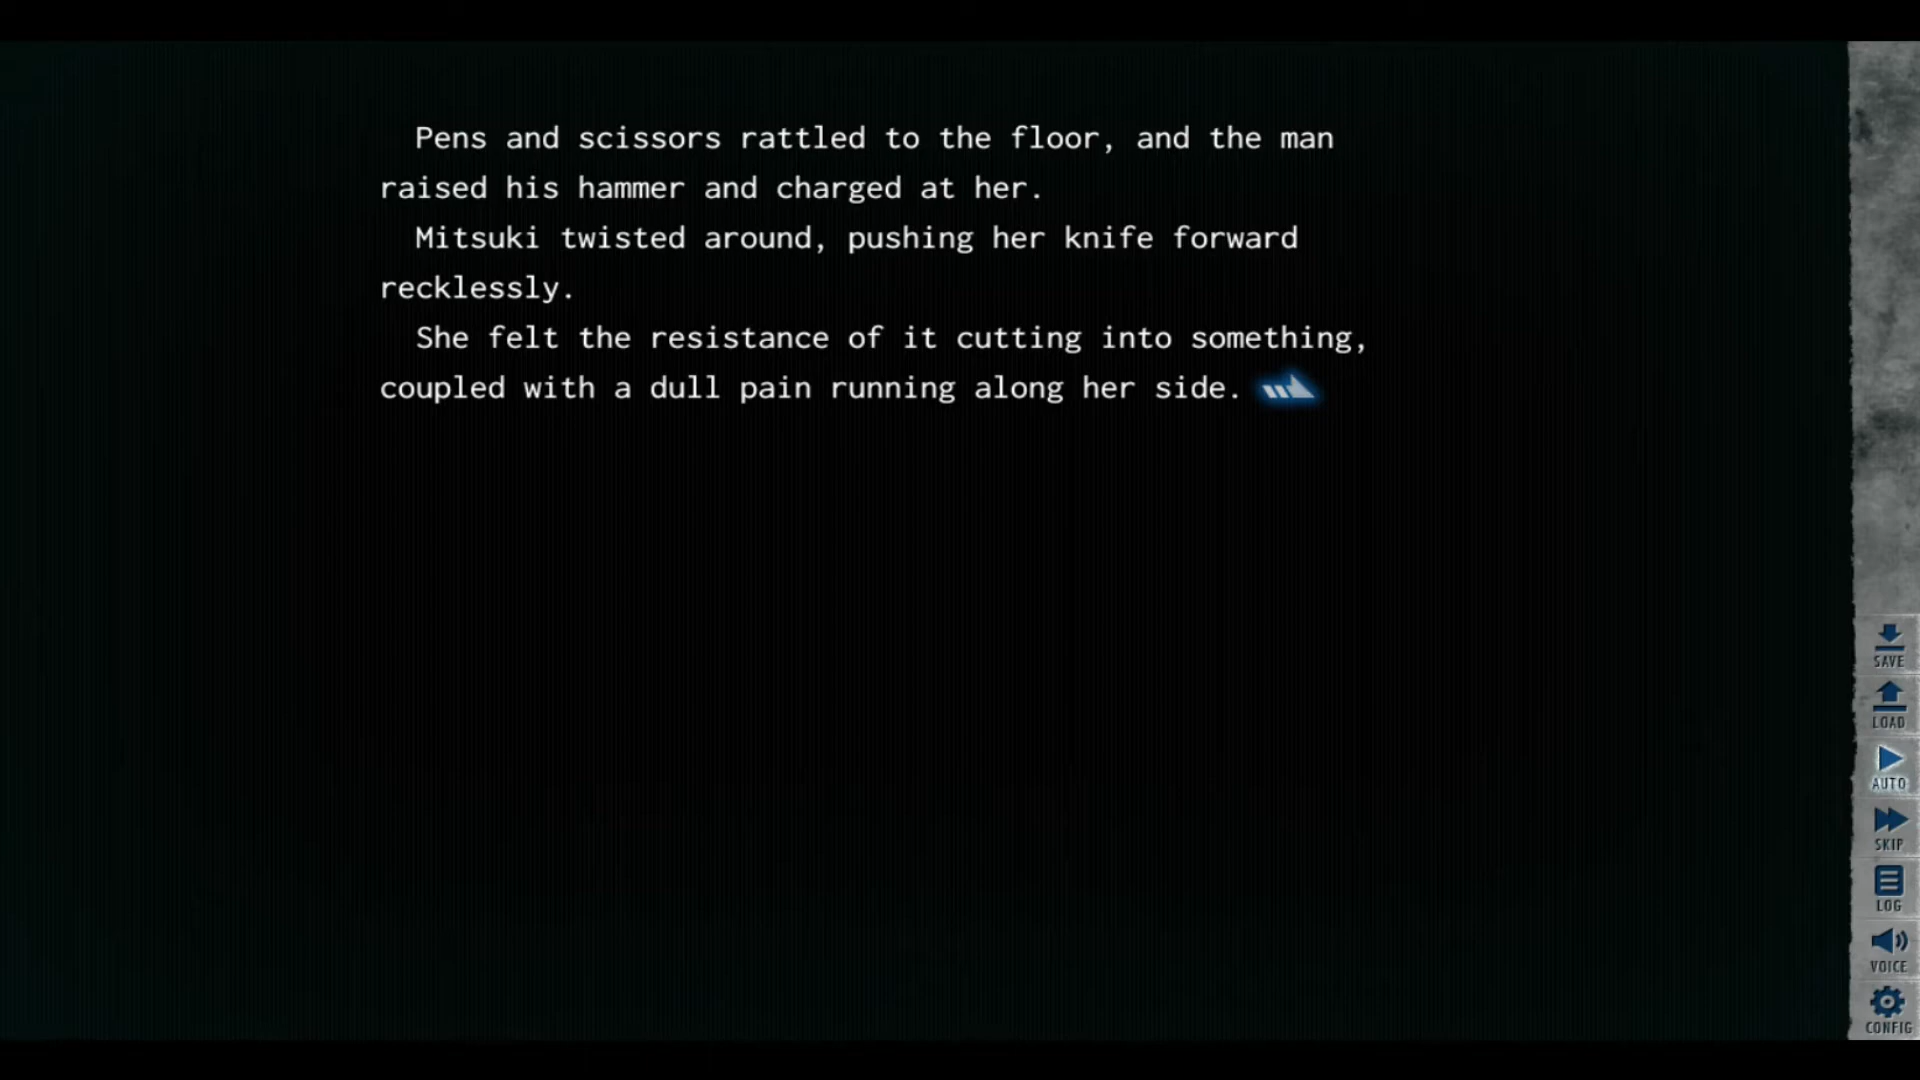 Pens and scissors rattled to the floor, and the man
raised his hammer and charged at her.
Mitsuki twisted around, pushing her knife forward
recklessly.
She felt the resistance of it cutting into something,
coupled with a dull pain running along her side.
SAVE
LOAD
AUTO
SKIP
LOG
VOICE
CONFIG